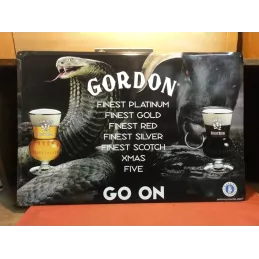 GORDON
FINEST PLATINUM
FINEST GOLD
FINEST RED
FINEST SILVER
FINEST SCOTCH
XMAS
FIVE
GO ON